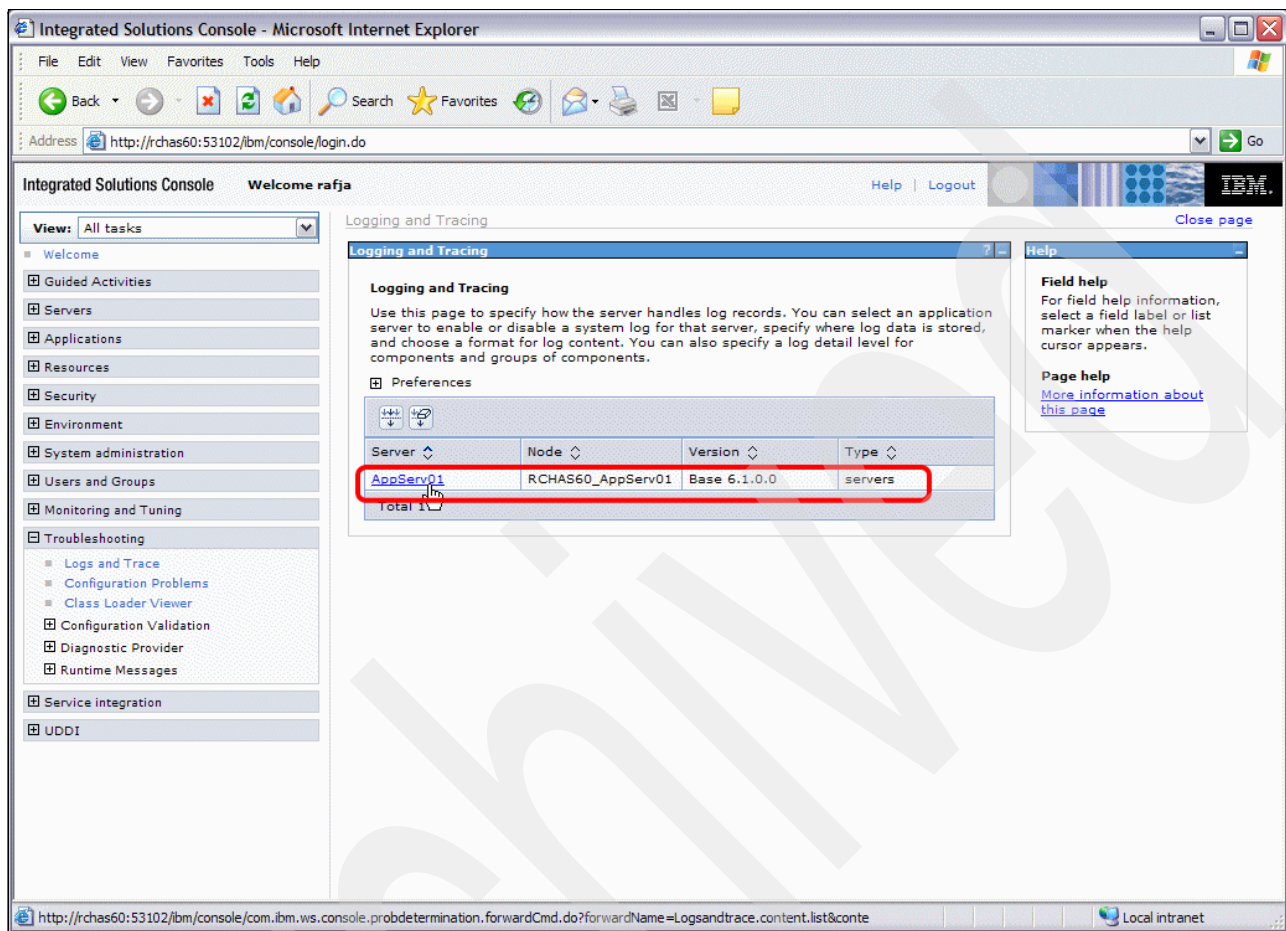 Integrated Solutions Console - Microsoft Internet Explorer
File Edit View Favorites Tools Help
Back Search Favorites
Address http://rchas60:53102/ibm/console/login.do Go
Integrated Solutions Console Welcome rafja Help | Logout IBM.
View: All tasks
Welcome
Guided Activities
Servers
Applications
Resources
Security
Environment
System administration
Users and Groups
Monitoring and Tuning
Troubleshooting
Logs and Trace
Configuration Problems
Class Loader Viewer
Configuration Validation
Diagnostic Provider
Runtime Messages
Service integration
UDDI
Logging and Tracing Close page
Logging and Tracing ? -
Logging and Tracing
Use this page to specify how the server handles log records. You can select an application
server to enable or disable a system log for that server, specify where log data is stored,
and choose a format for log content. You can also specify a log detail level for
components and groups of components.
Preferences
Server Node Version Type
AppServ01 RCHAS60_AppServ01 Base 6.1.0.0 servers
Total 1
Help -
Field help
For field help information,
select a field label or list
marker when the help
cursor appears.
Page help
More information about
this page
http://rchas60:53102/ibm/console/com.ibm.ws.console.probdetermination.forwardCmd.do?forwardName=Logsandtrace.content.list&conte Local intranet